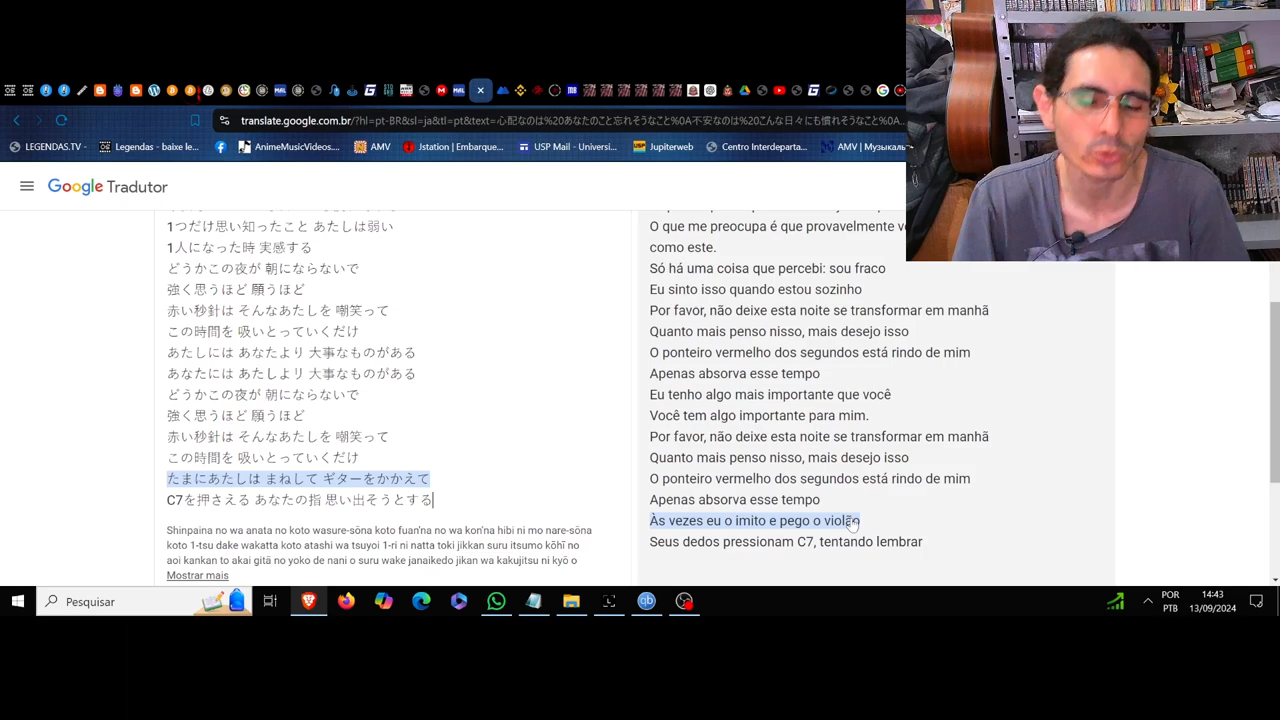 translate.google.com.br/?hl=pt-BR&sl=ja&tl=pt&text=心配なのは%20あなたのこと忘れそうなこと%0A不安なのは%20こんな日々にも慣れそうなこと%0A...
LEGENDAS.TV -
Legendas - baixe le...
AnimeMusicVideos....
AMV
Jstation | Embarque...
USP Mail - Universi...
Jupiterweb
Centro Interdeparta...
AMV | Музыкаль
Google Tradutor
1つだけ思い知ったこと あたしは弱い
1人になった時 実感する
どうかこの夜が 朝にならないで
強く思うほど 願うほど
赤い秒針は そんなあたしを 嘲笑って
この時間を 吸いとっていくだけ
あたしには あなたより 大事なものがある
あなたには あたしより 大事なものがある
どうかこの夜が 朝にならないで
強く思うほど 願うほど
赤い秒針は そんなあたしを 嘲笑って
この時間を 吸いとっていくだけ
たまにあたしは まねして ギターをかかえて
C7を押さえる あなたの指 思い出そうとする
Shinpaina no wa anata no koto wasure-sōna koto fuan'na no wa kon'na hibi ni mo nare-sōna
koto 1-tsu dake wakatta koto atashi wa tsuyoi 1-ri ni natta toki jikkan suru itsumo kōhī no
aoi kankan to akai gitā no yoko de nani o suru wake janaikedo jikan wa kakujitsu ni kyō o
Mostrar mais
O que me preocupa é que provavelmente
como este.
Só há uma coisa que percebi: sou fraco
Eu sinto isso quando estou sozinho
Por favor, não deixe esta noite se transformar em manhã
Quanto mais penso nisso, mais desejo isso
O ponteiro vermelho dos segundos está rindo de mim
Apenas absorva esse tempo
Eu tenho algo mais importante que você
Você tem algo importante para mim.
Por favor, não deixe esta noite se transformar em manhã
Quanto mais penso nisso, mais desejo isso
O ponteiro vermelho dos segundos está rindo de mim
Apenas absorva esse tempo
Às vezes eu o imito e pego o violão
Seus dedos pressionam C7, tentando lembrar
Pesquisar
POR
PTB
14:43
13/09/2024